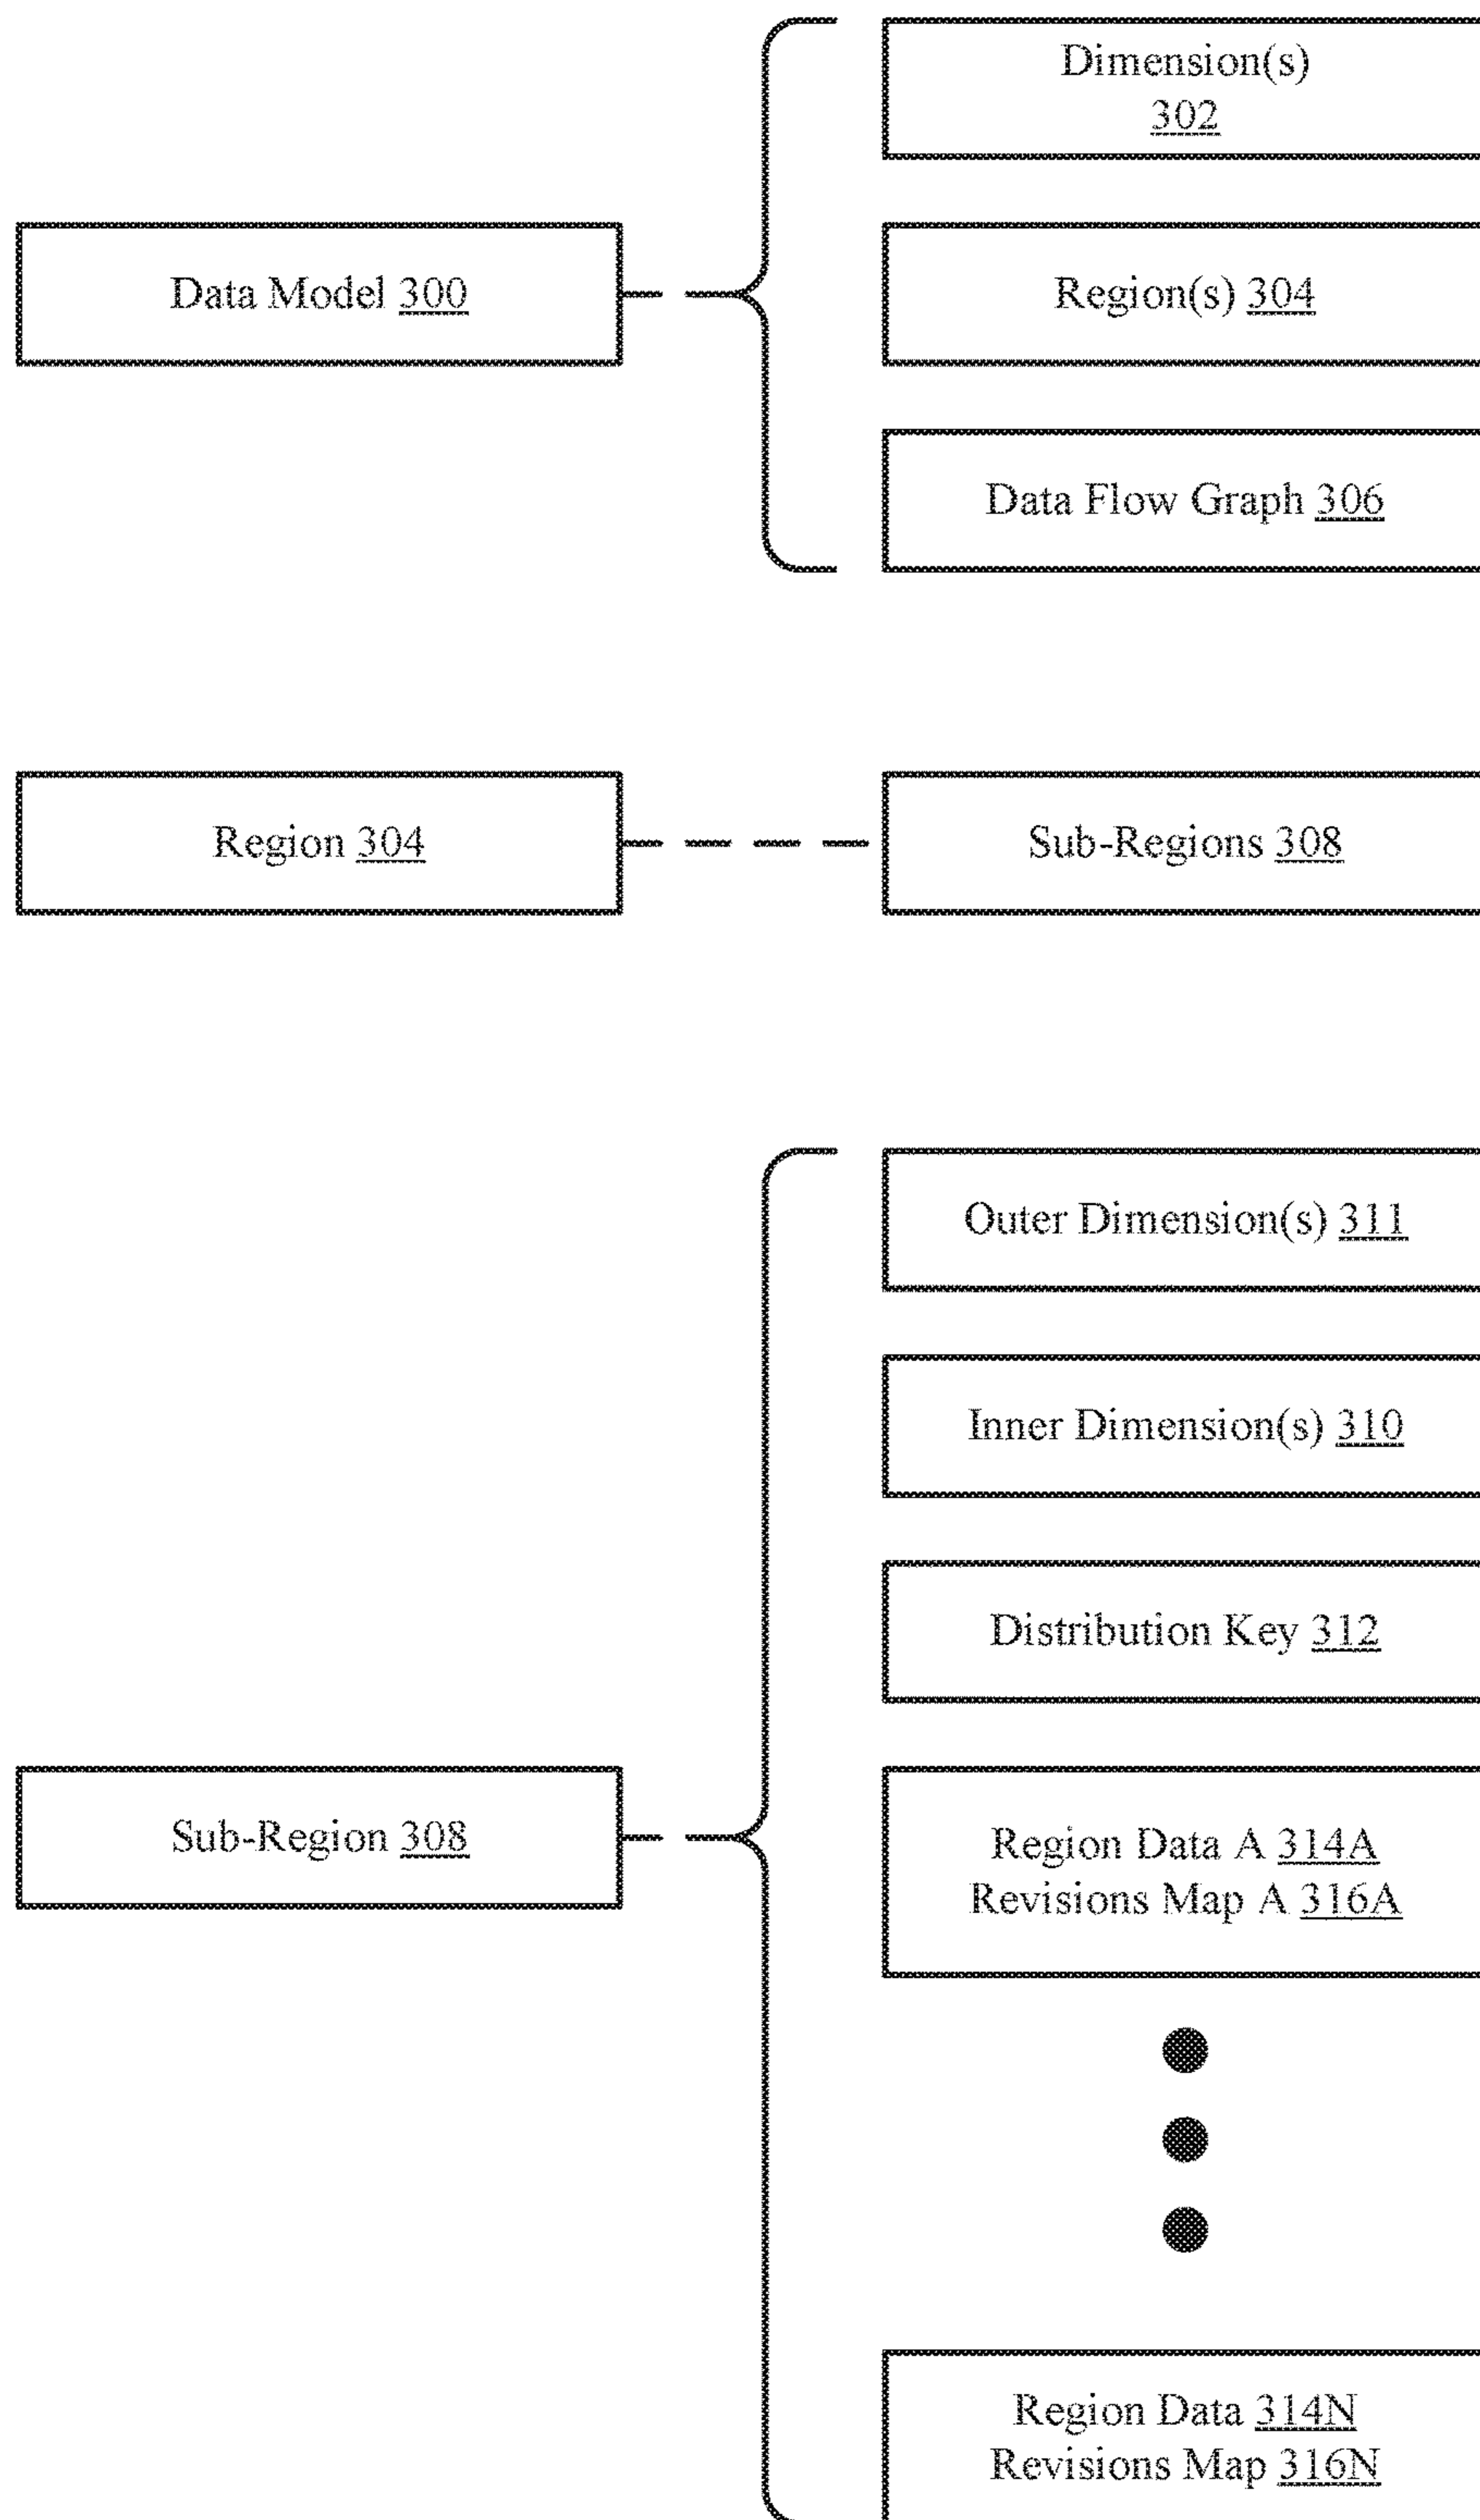 Dimension(s)
302
Data Model 300
Region(s) 304
Data Flow Graph 306
Region 304
Sub-Regions 308
Outer Dimension(s) 311
Inner Dimension(s) 310
Distribution Key 312
Sub-Region 308
Region Data A 314A
Revisions Map A 316A
Region Data 314N
Revisions Map 316N